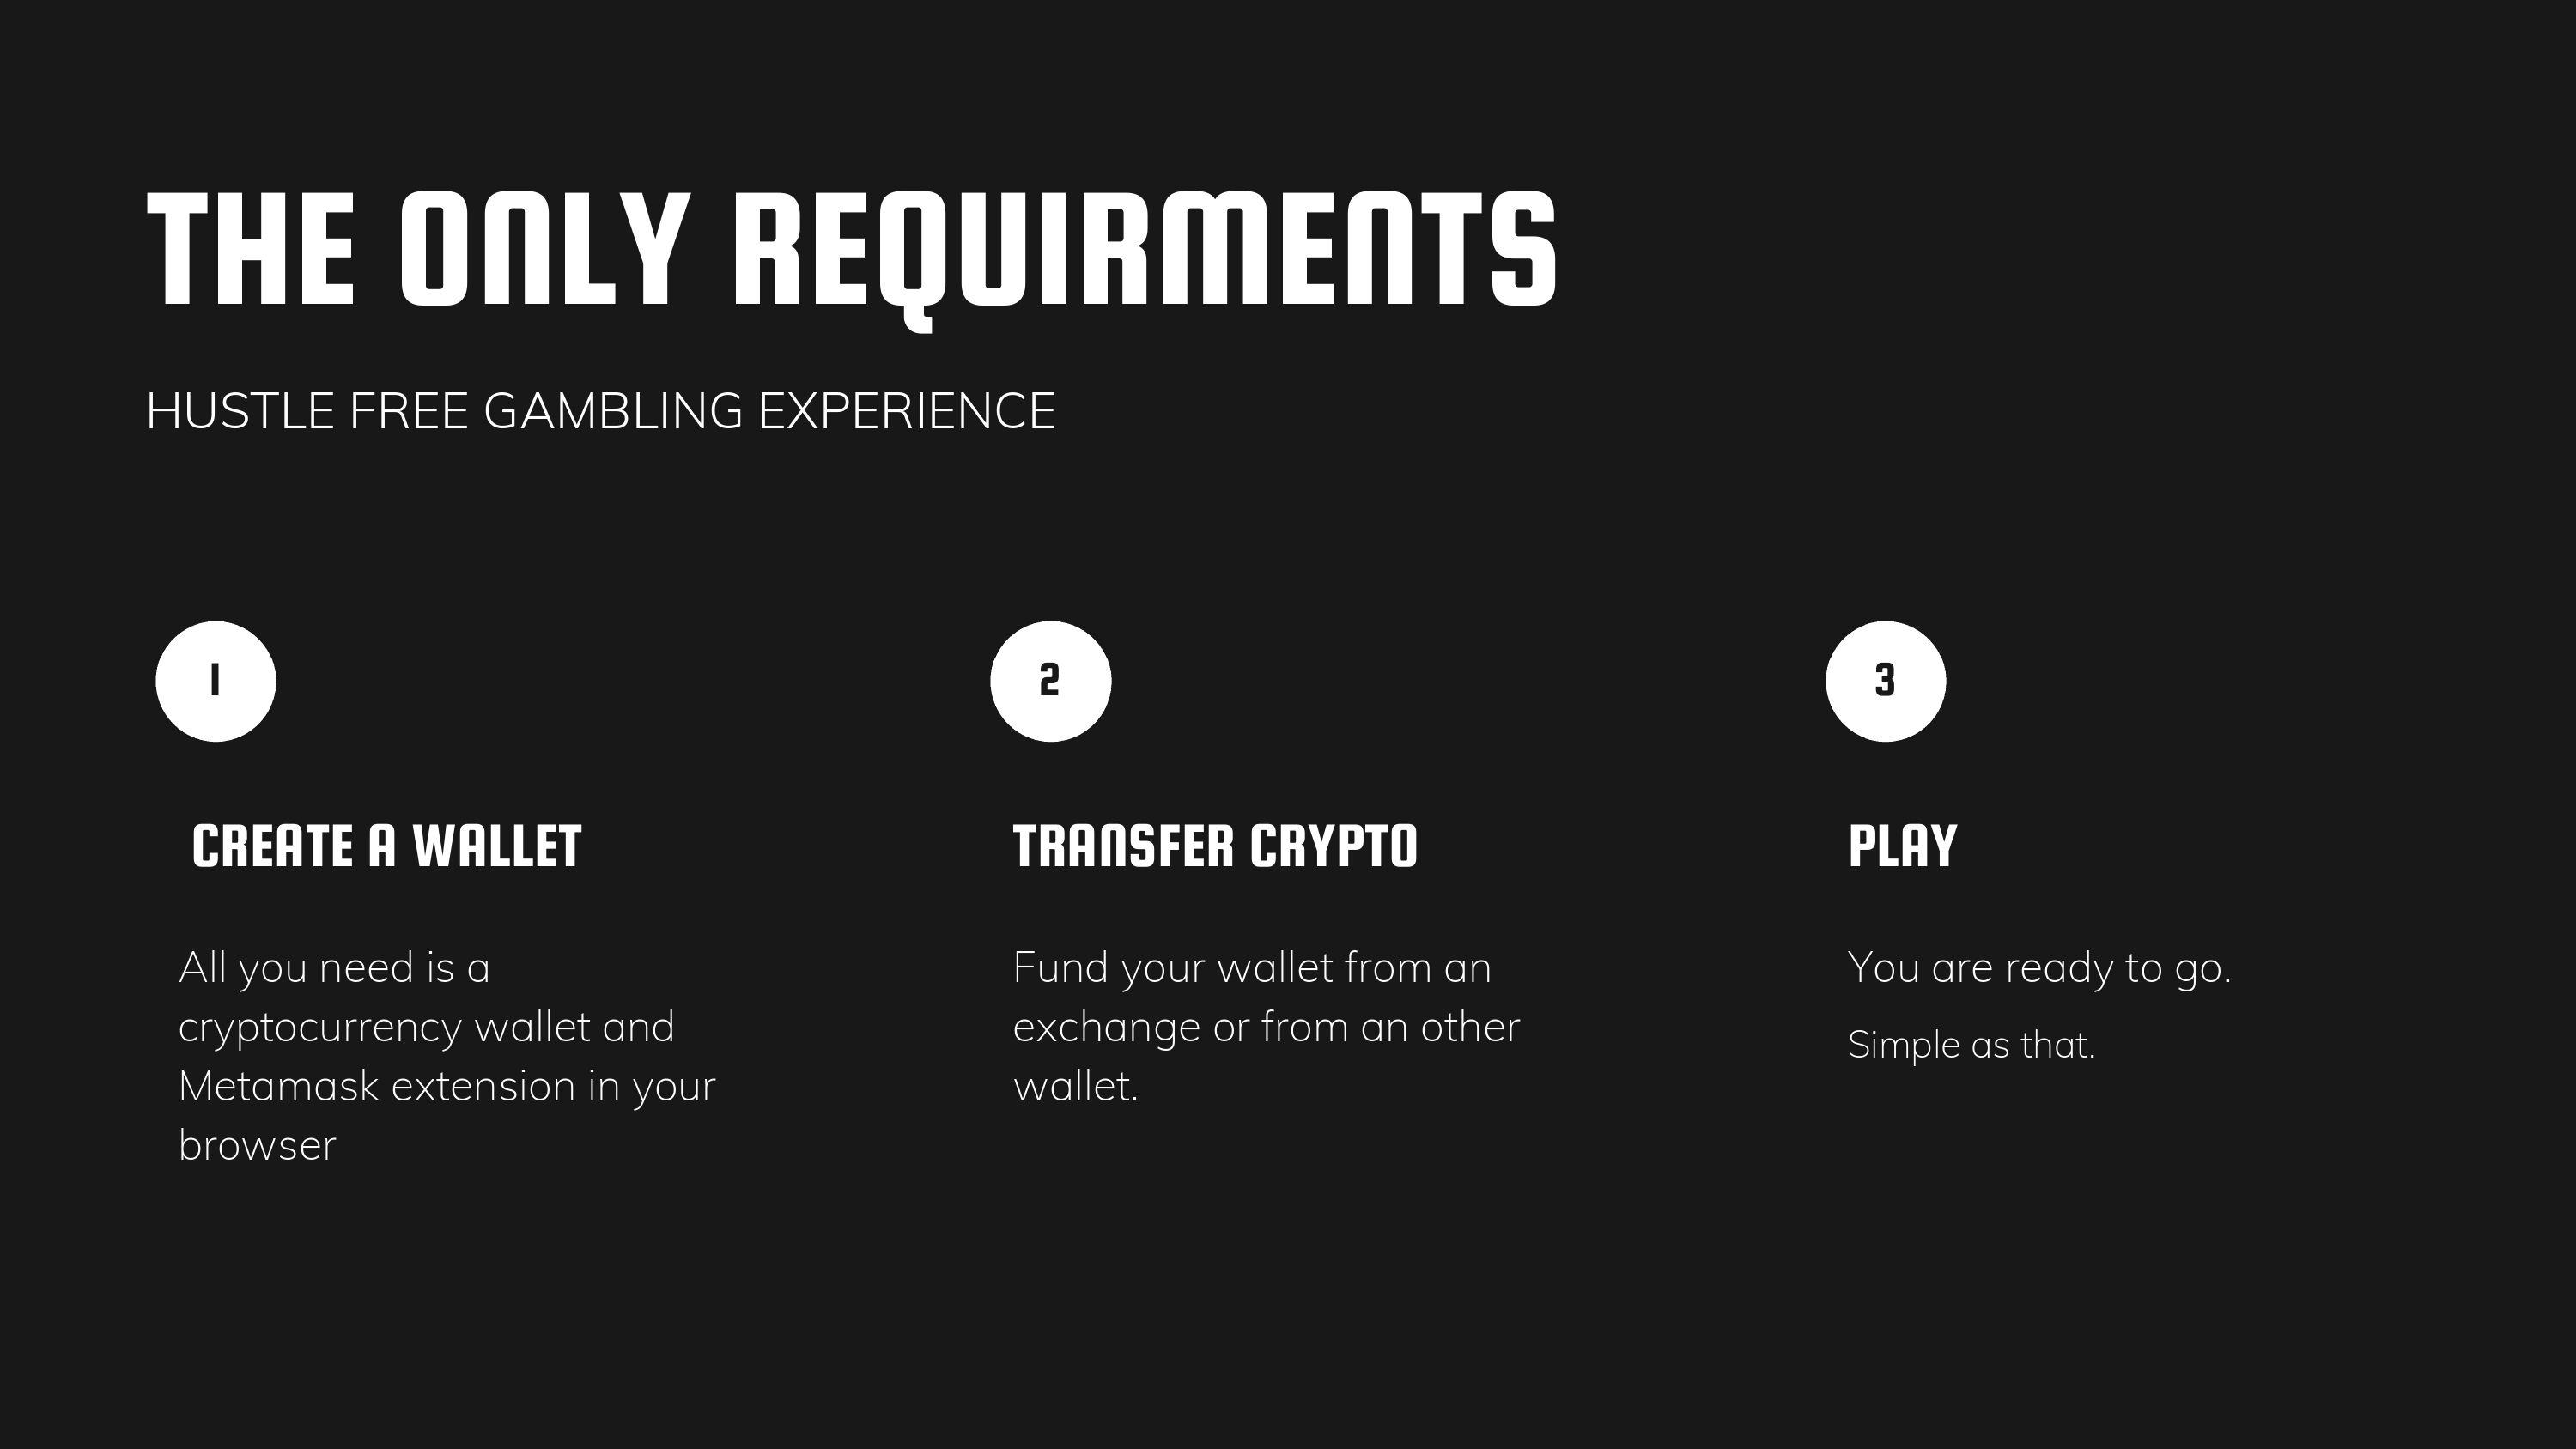 THE ONLY REQUIRMENTS
HUSTLE FREE GAMBLING EXPERIENCE
1
CREATE A WALLET
All you need is a
cryptocurrency wallet and
Metamask extension in your
browser
2
TRANSFER CRYPTO
Fund your wallet from an
exchange or from an other
wallet.
3
PLAY
You are ready to go.
Simple as that.